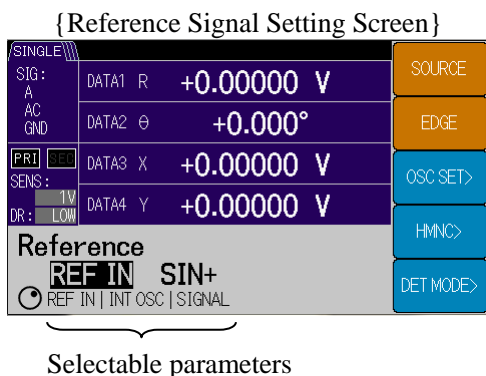 {Reference Signal Setting Screen}
SINGLE
SIG:
A
AC
GND
PRI SEC
SENS:
1V
DR: LOW
DATA1 R +0.00000 V
DATA2 θ +0.000°
DATA3 X +0.00000 V
DATA4 Y +0.00000 V
SOURCE
EDGE
OSC SET>
HMNC>
DET MODE>
Reference
REF IN SIN+
REF IN | INT OSC | SIGNAL
Selectable parameters